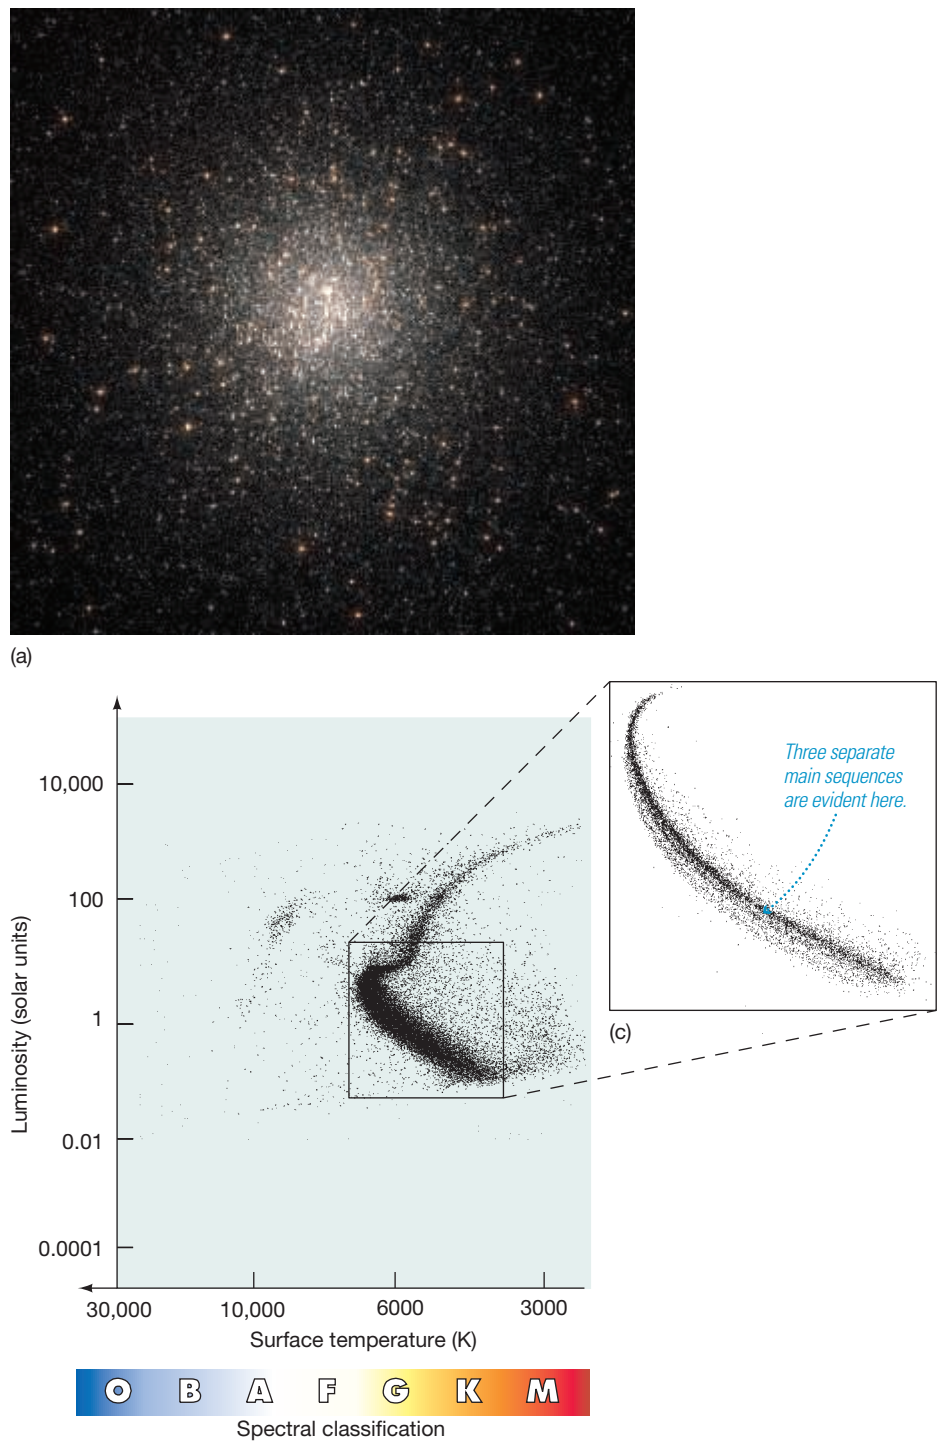 (a)
Three separate
main sequences
are evident here.
(c)
Luminosity (solar units)
10,000
100
1
0.01
0.0001
30,000
10,000
6000
3000
Surface temperature (K)
O B A F G K M
Spectral classification